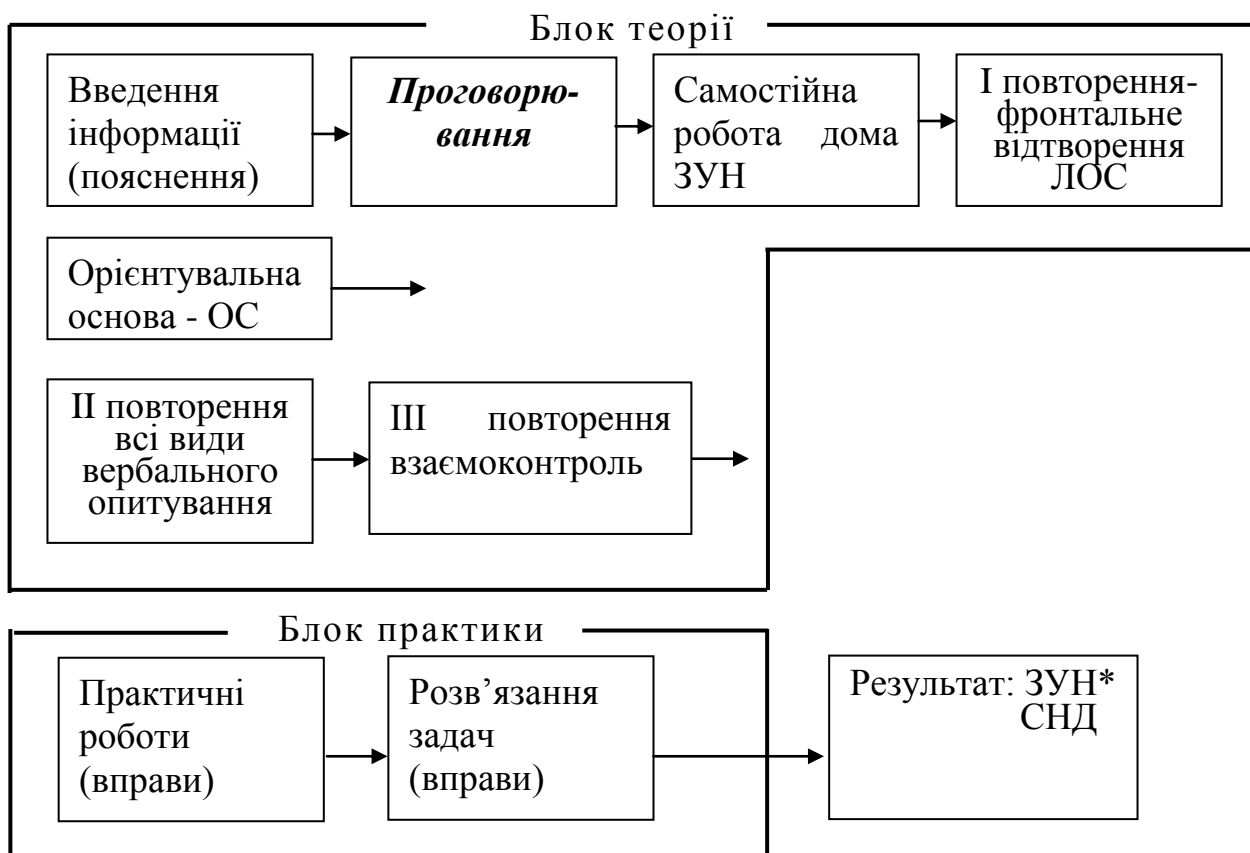 Блок теорії
Введення
інформації
(пояснення)
Проговорю-
вання
Самостійна
робота дома
ЗУН
І повторення-
фронтальне
відтворення
ЛОС
Орієнтувальна
основа - ОС
ІІ повторення
всі види
вербального
опитування
ІІІ повторення
взаємоконтроль
Блок практики
Практичні
роботи
(вправи)
Розв’язання
задач
(вправи)
Результат: ЗУН*
СНД